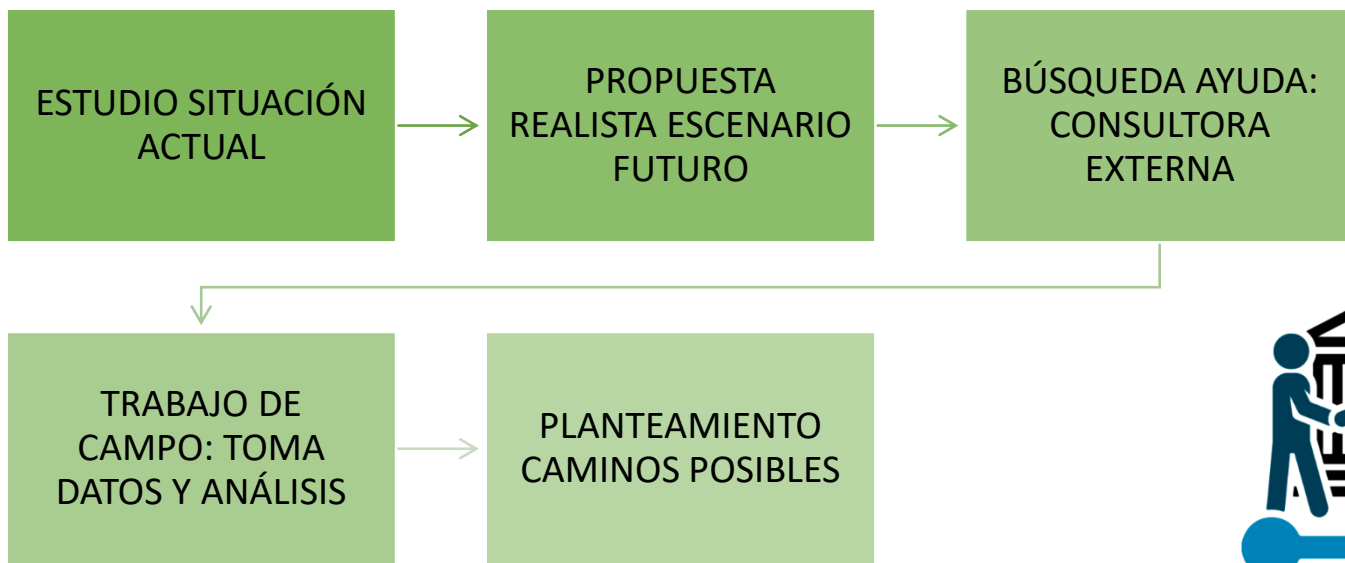 ESTUDIO SITUACIÓN
ACTUAL
PROPUESTA
REALISTA ESCENARIO
FUTURO
BÚSQUEDA AYUDA:
CONSULTORA
EXTERNA
TRABAJO DE
CAMPO: TOMA
DATOS Y ANÁLISIS
PLANTEAMIENTO
CAMINOS POSIBLES